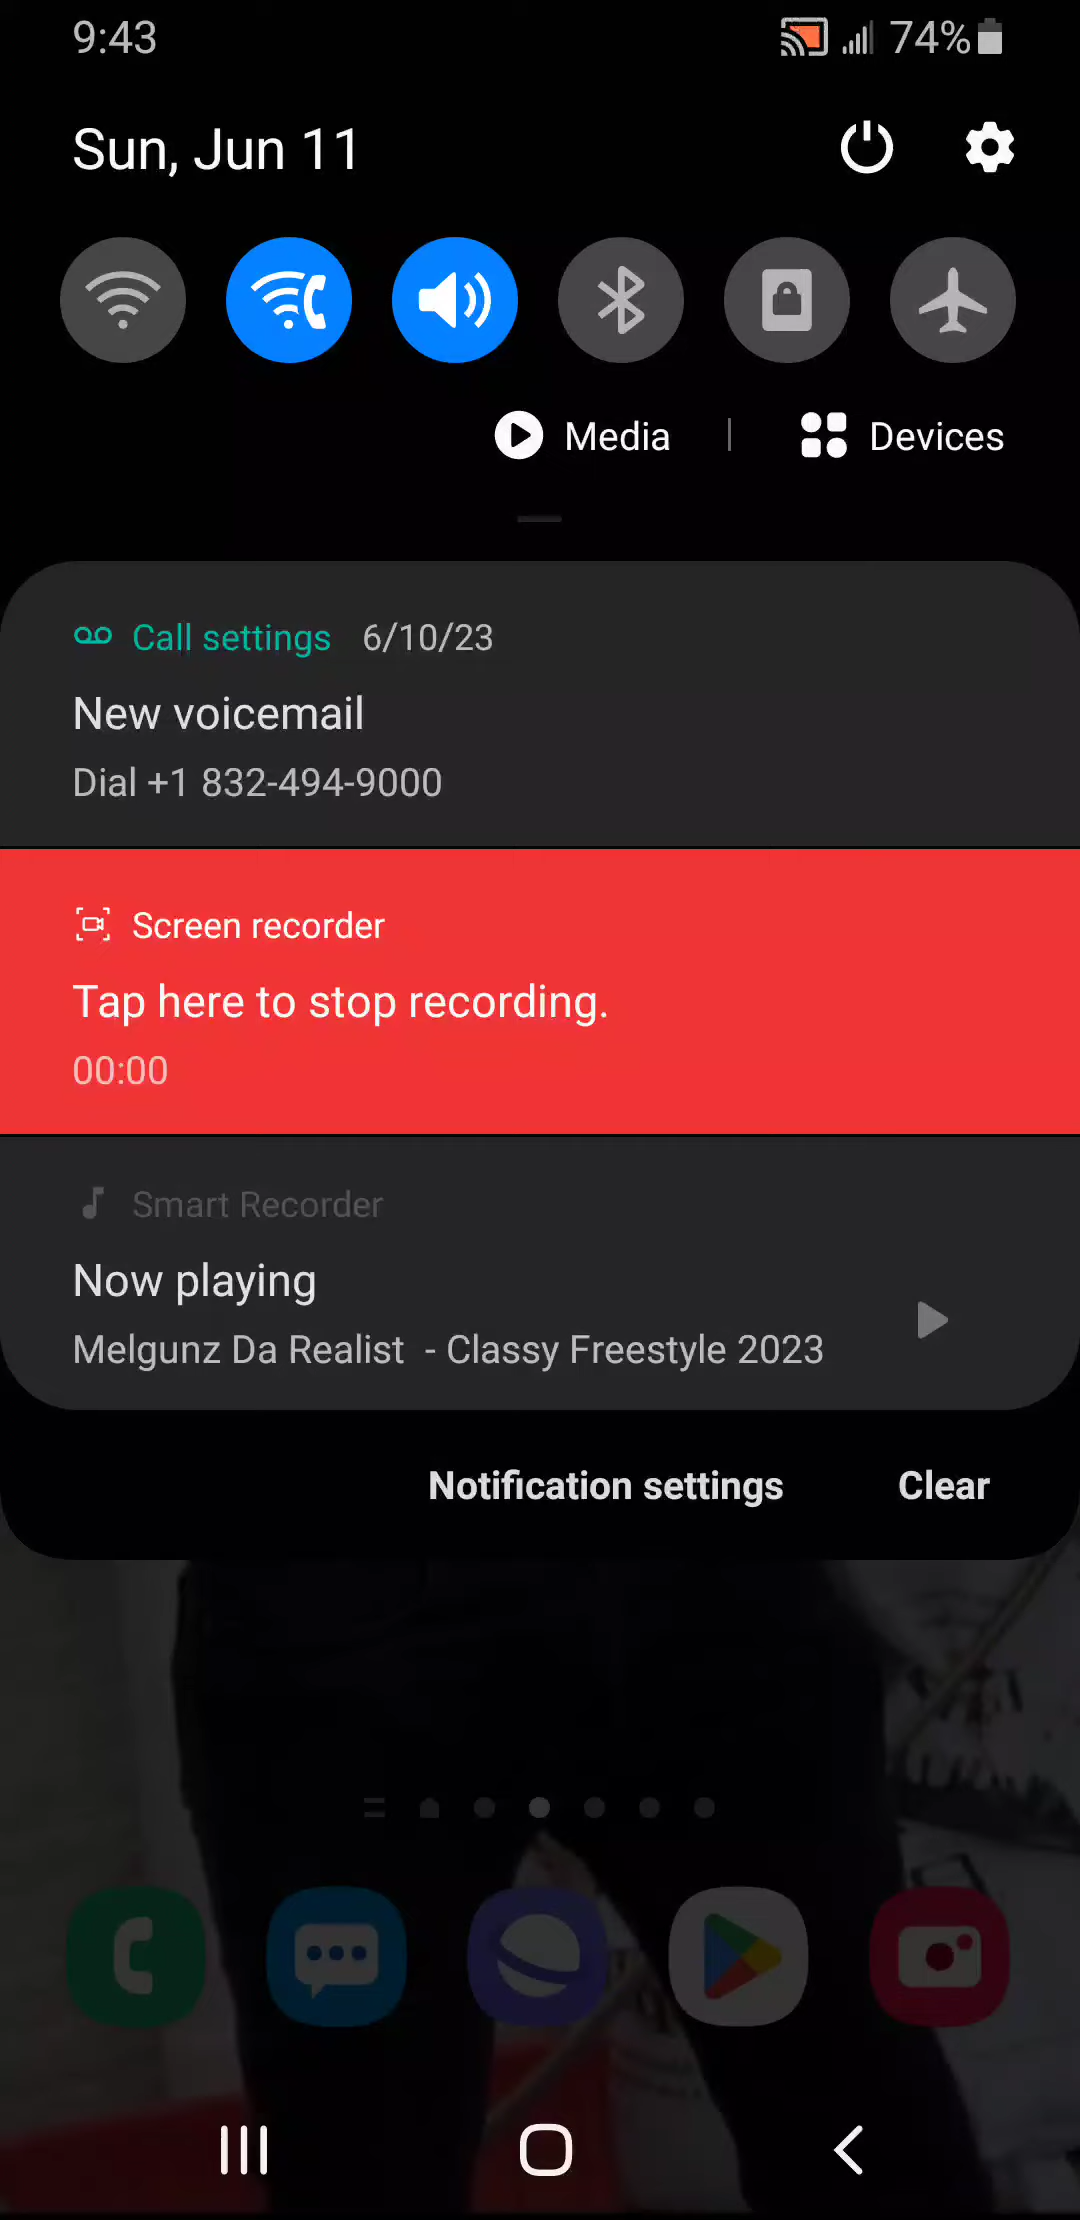 9:43
74%
Sun, Jun 11
Media
Devices
Call settings 6/10/23
New voicemail
Dial +1 832-494-9000
Screen recorder
Tap here to stop recording.
00:00
Smart Recorder
Now playing
Melgunz Da Realist - Classy Freestyle 2023
Notification settings
Clear